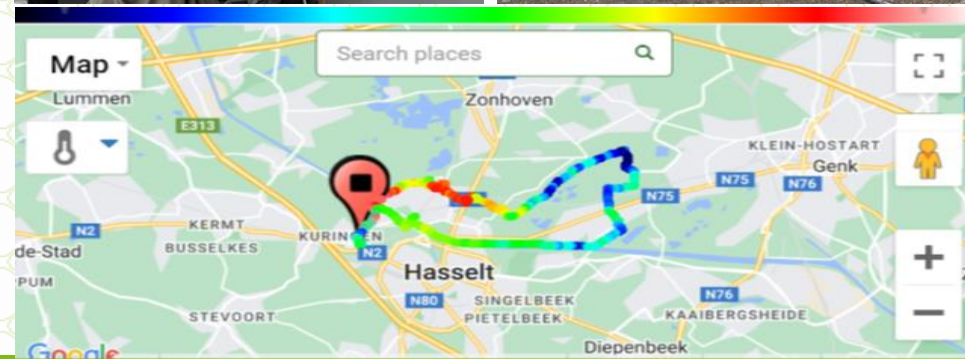 Map
Search places
Lummen
Zonhoven
E313
KLEIN-HOSTART
Genk
N75
N76
N75
N2
KERMT
KURINGEN
de-Stad
BUSSELKES
N2
Hasselt
PUM
N80
SINGELBEEK
N76
STEVOORT
PIETELBEEK
KAAIBERGSHEIDE
Diepenbeek
Google